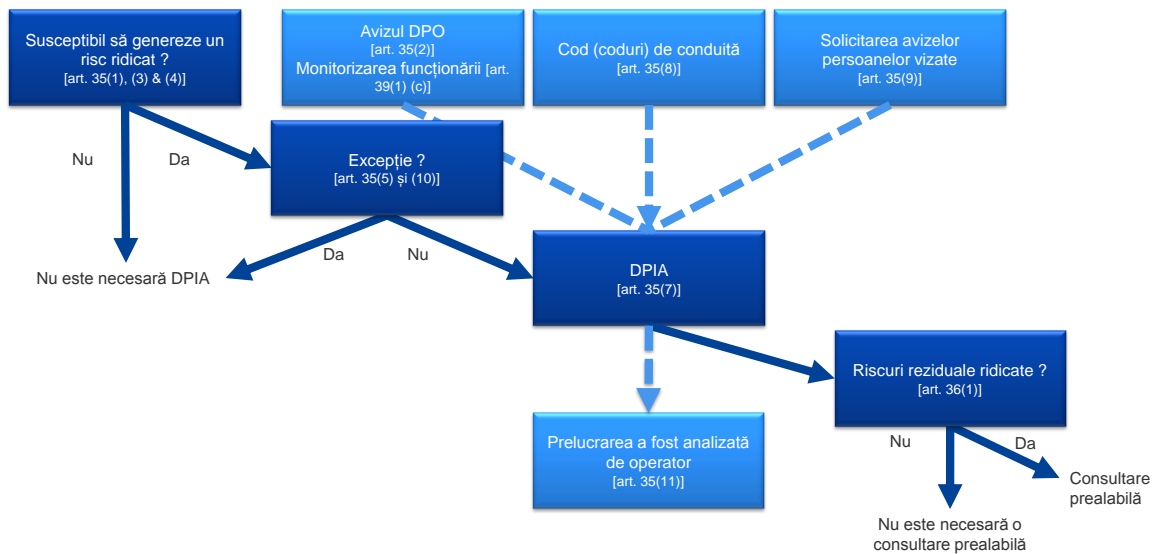 Susceptibil să genereze un
risc ridicat ?
[art. 35(1), (3) & (4)]
Avizul DPO
[art. 35(2)]
Monitorizarea funcționării [art.
39(1) (c)]
Cod (coduri) de conduită
[art. 35(8)]
Solicitarea avizelor
persoanelor vizate
[art. 35(9)]
Nu
Da
Excepție ?
[art. 35(5) și (10)]
Da
Nu
Nu este necesară DPIA
DPIA
[art. 35(7)]
Riscuri reziduale ridicate ?
[art. 36(1)]
Prelucrarea a fost analizată
de operator
[art. 35(11)]
Nu
Da
Consultare
prealabilă
Nu este necesară o
consultare prealabilă